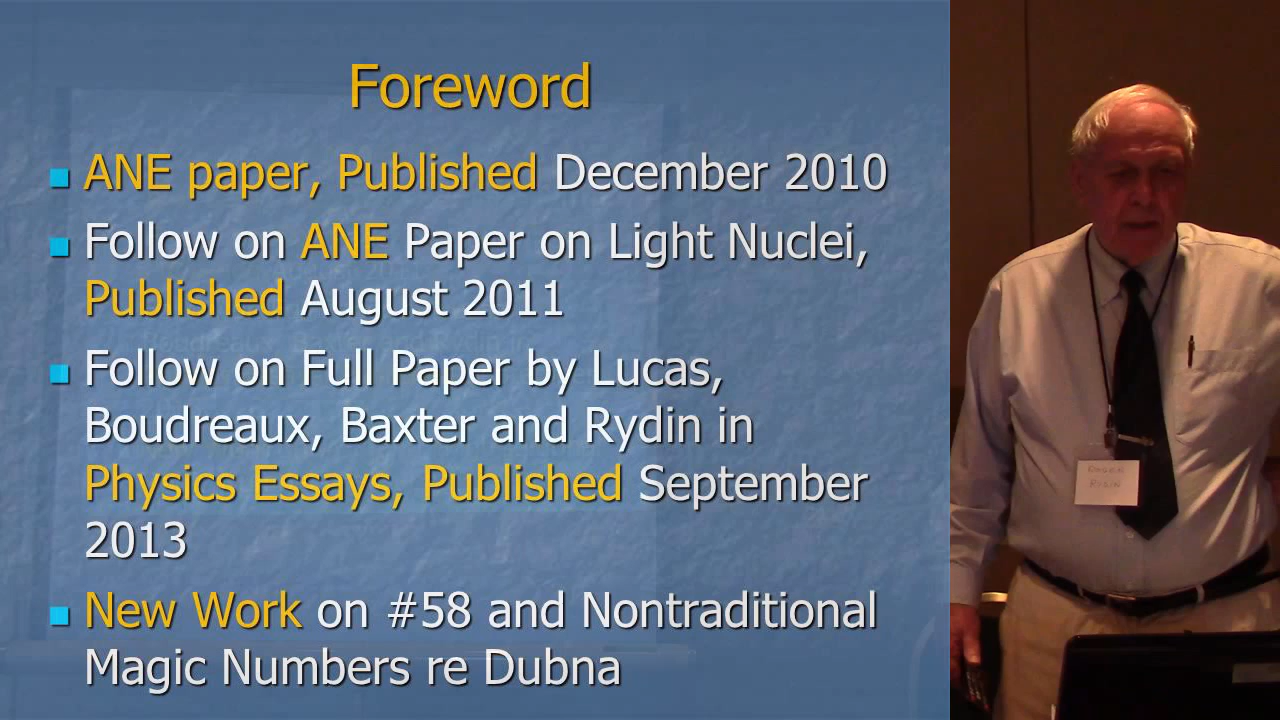 Foreword
ANE paper, Published December 2010
Follow on ANE Paper on Light Nuclei,
Published August 2011
Follow on Full Paper by Lucas,
Boudreaux, Baxter and Rydin in
Physics Essays, Published September
2013
New Work on #58 and Nontraditional
Magic Numbers re Dubna